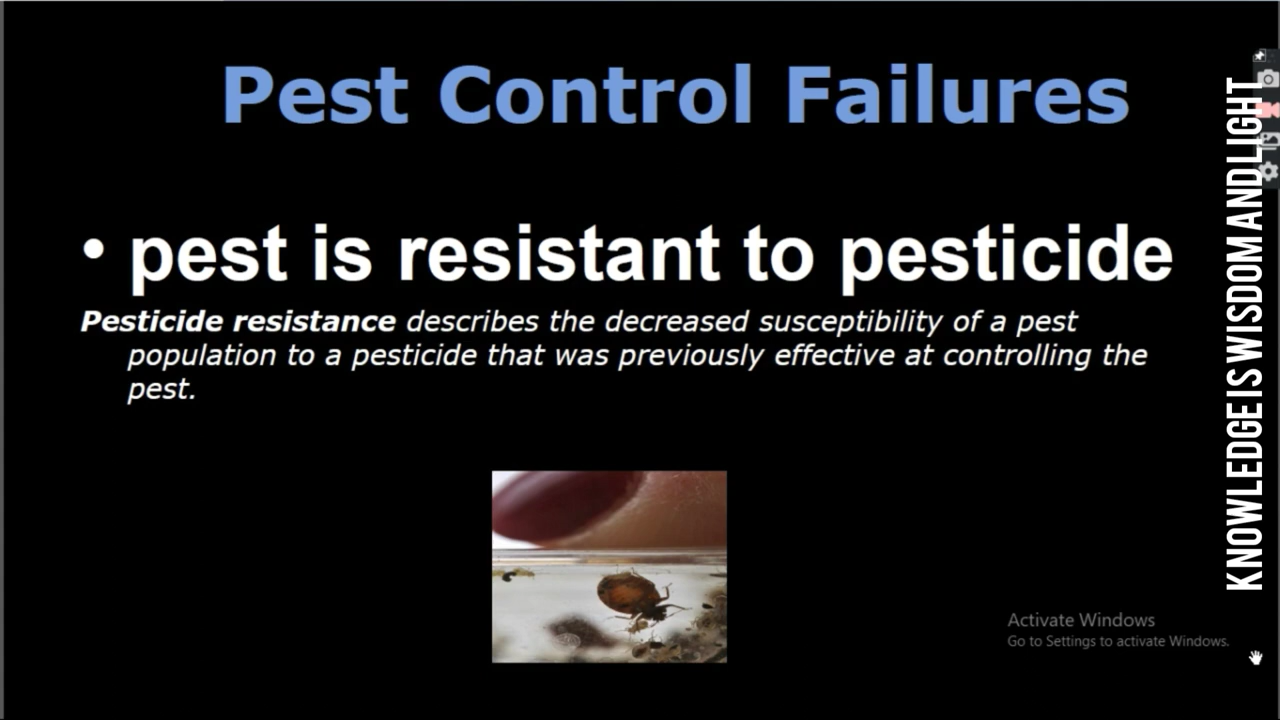 Pest Control Failures
• pest is resistant to pesticide
Pesticide resistance describes the decreased susceptibility of a pest
population to a pesticide that was previously effective at controlling the
pest.
KNOWLEDGE IS WISDOM AND LIGHT
Activate Windows
Go to Settings to activate Windows.